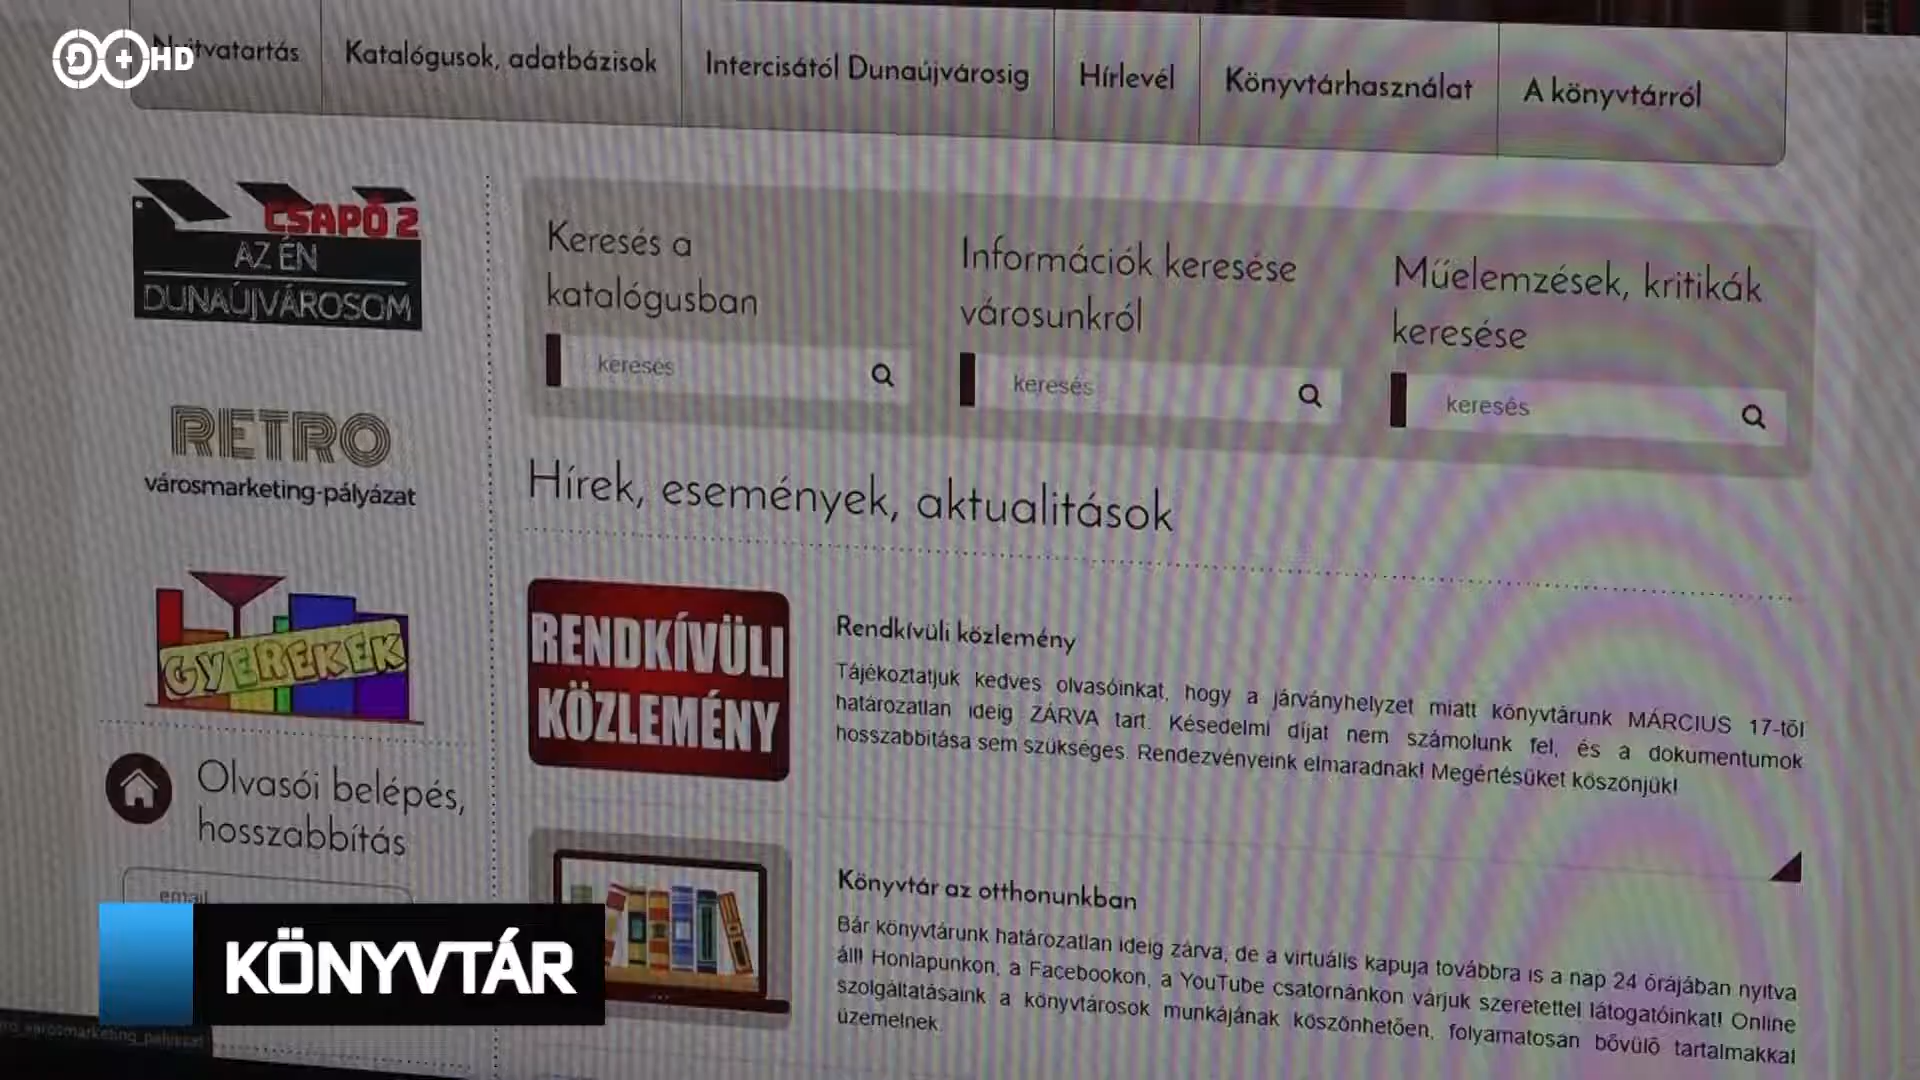 D+HD
Nyitvatartás
Katalógusok, adatbázisok
Intercisától Dunaújvárosig
Hírlevél
Könyvtárhasználat
A könyvtárról
CSAPÓ 2
AZ ÉN
DUNAÚJVÁROSOM
RETRO
városmarketing-pályázat
GYEREKEK
Olvasói belépés,
hosszabbítás
email
Keresés a
katalógusban
keresés
Információk keresése
városunkról
keresés
Műelemzések, kritikák
keresése
keresés
Hírek, események, aktualitások
RENDKÍVÜLI
KÖZLEMÉNY
Rendkívüli közlemény
Tájékoztatjuk kedves olvasóinkat, hogy a járványhelyzet miatt könyvtárunk MÁRCIUS 17-től
határozatlan ideig ZÁRVA tart. Késedelmi díjat nem számolunk fel, és a dokumentumok
hosszabbítása sem szükséges. Rendezvényeink elmaradnak! Megértésüket köszönjük!
Könyvtár az otthonunkban
Bár könyvtárunk határozatlan ideig zárva, de a virtuális kapuja továbbra is a nap 24 órájában nyitva
áll! Honlapunkon, a Facebookon, a YouTube csatornánkon várjuk szeretettel látogatóinkat! Online
szolgáltatásaink a könyvtárosok munkájának köszönhetően, folyamatosan bővülő tartalmakkal
üzemelnek.
KÖNYVTÁR